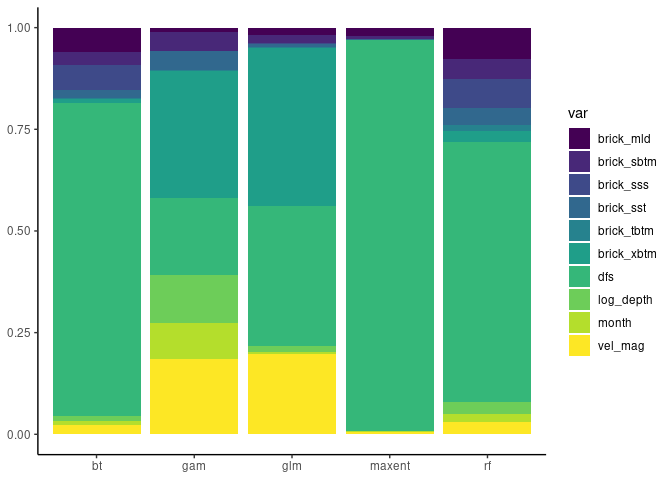 1.00
0.75
0.50
0.25
0.00
bt gam glm maxent rf
var
brick_mld
brick_sbtm
brick_sss
brick_sst
brick_tbtm
brick_xbtm
dfs
log_depth
month
vel_mag